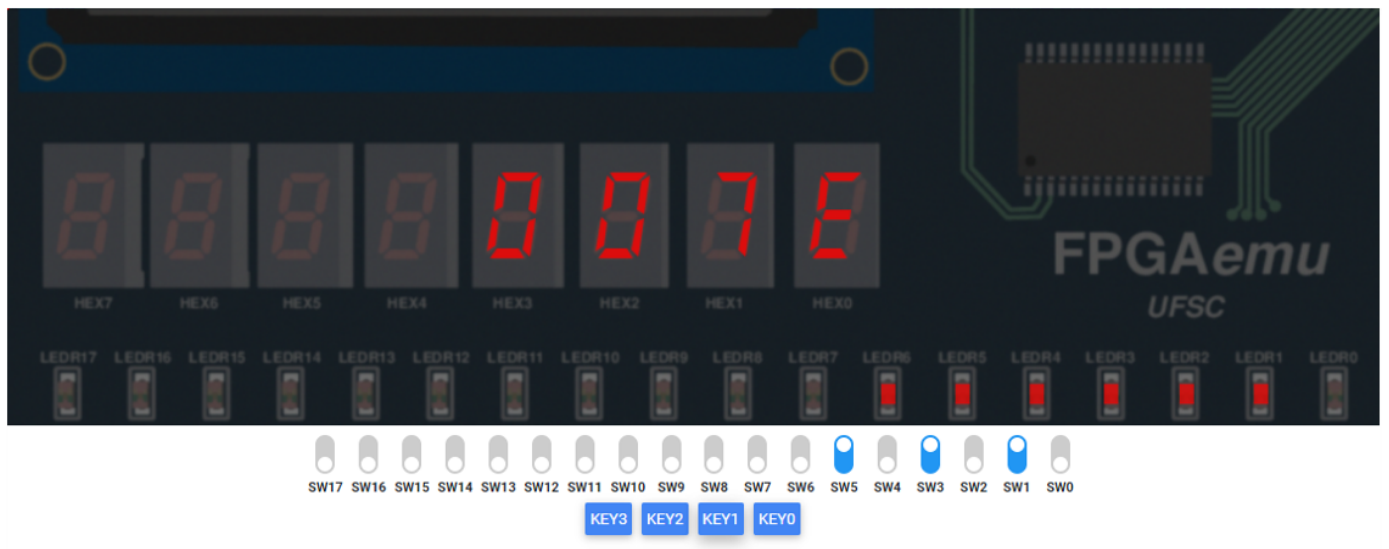 007E
HEX7 HEX6 HEX5 HEX4 HEX3 HEX2 HEX1 HEX0
FPGAemu
UFSC
LEDR17 LEDR16 LEDR15 LEDR14 LEDR13 LEDR12 LEDR11 LEDR10 LEDR9 LEDR8 LEDR7 LEDR6 LEDR5 LEDR4 LEDR3 LEDR2 LEDR1 LEDR0
SW17 SW16 SW15 SW14 SW13 SW12 SW11 SW10 SW9 SW8 SW7 SW6 SW5 SW4 SW3 SW2 SW1 SW0
KEY3 KEY2 KEY1 KEY0